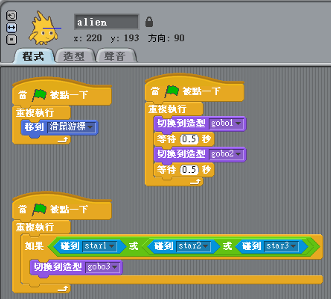 alien
x: 220 y: 193 方向: 90
程式 造型 聲音
當 被點一下
重複執行
移到 滑鼠游標
當 被點一下
重複執行
切換到造型 gobo1
等待 0.5 秒
切換到造型 gobo2
等待 0.5 秒
當 被點一下
重複執行
如果 碰到 star1 或 碰到 star2 或 碰到 star3
切換到造型 gobo3